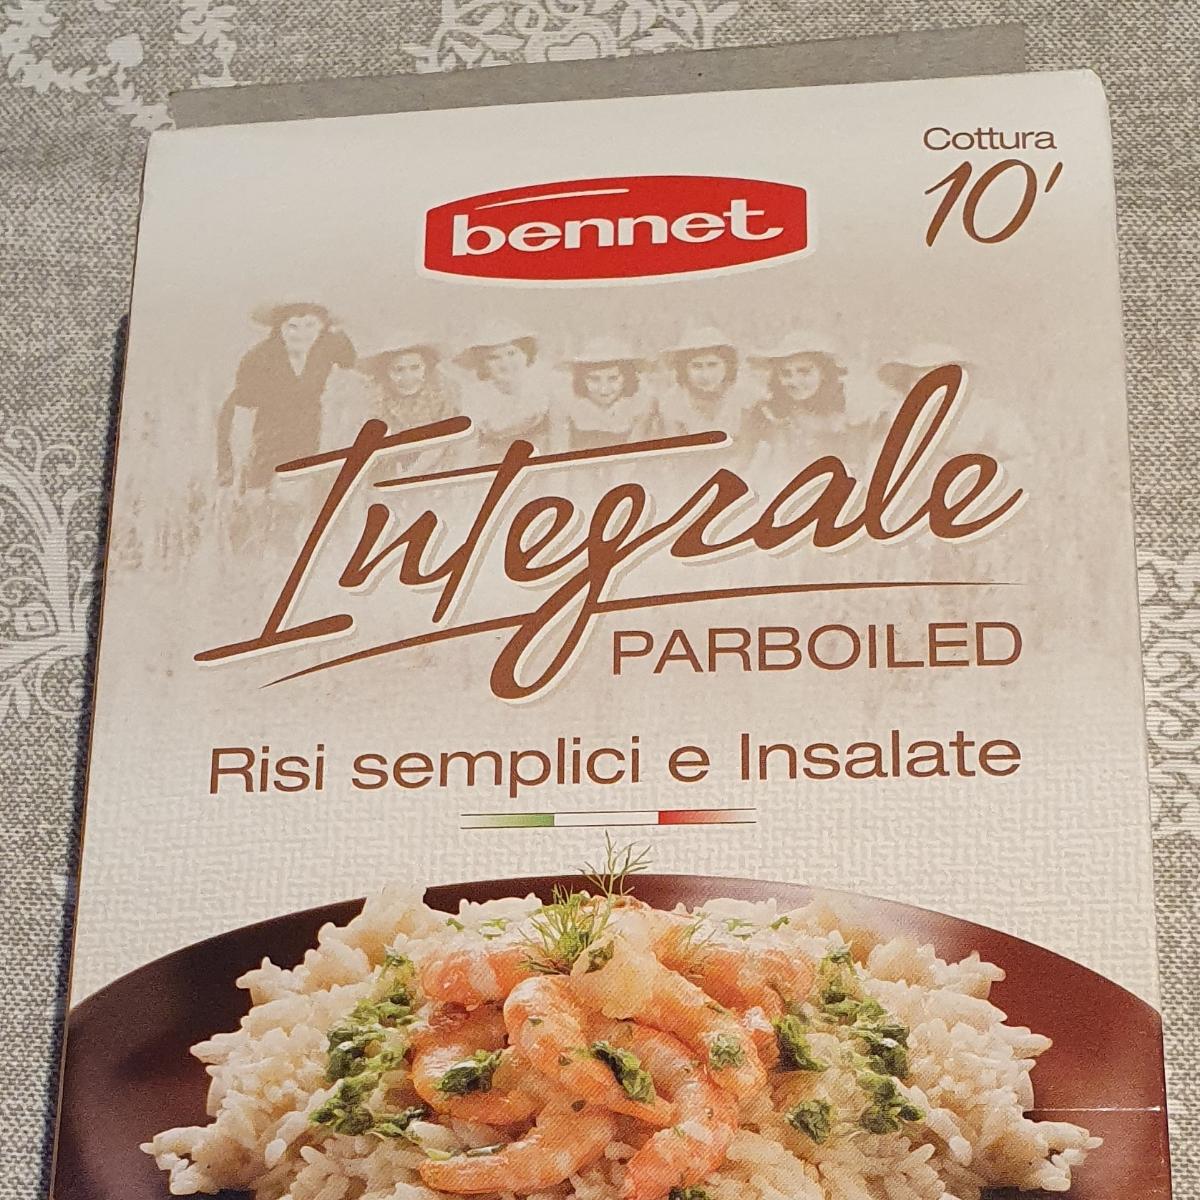 Cottura
10'
bennet
Integrale
PARBOILED
Risi semplici e Insalate